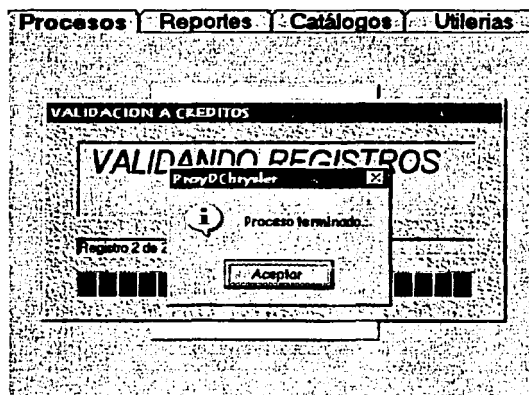 Procesos Reportes Catálogos Utilerias
VALIDACION A CREDITOS
VALIDANDO REGISTROS
ProyDChrysler
Proceso terminado...
Registro 2 de 2
Aceptar